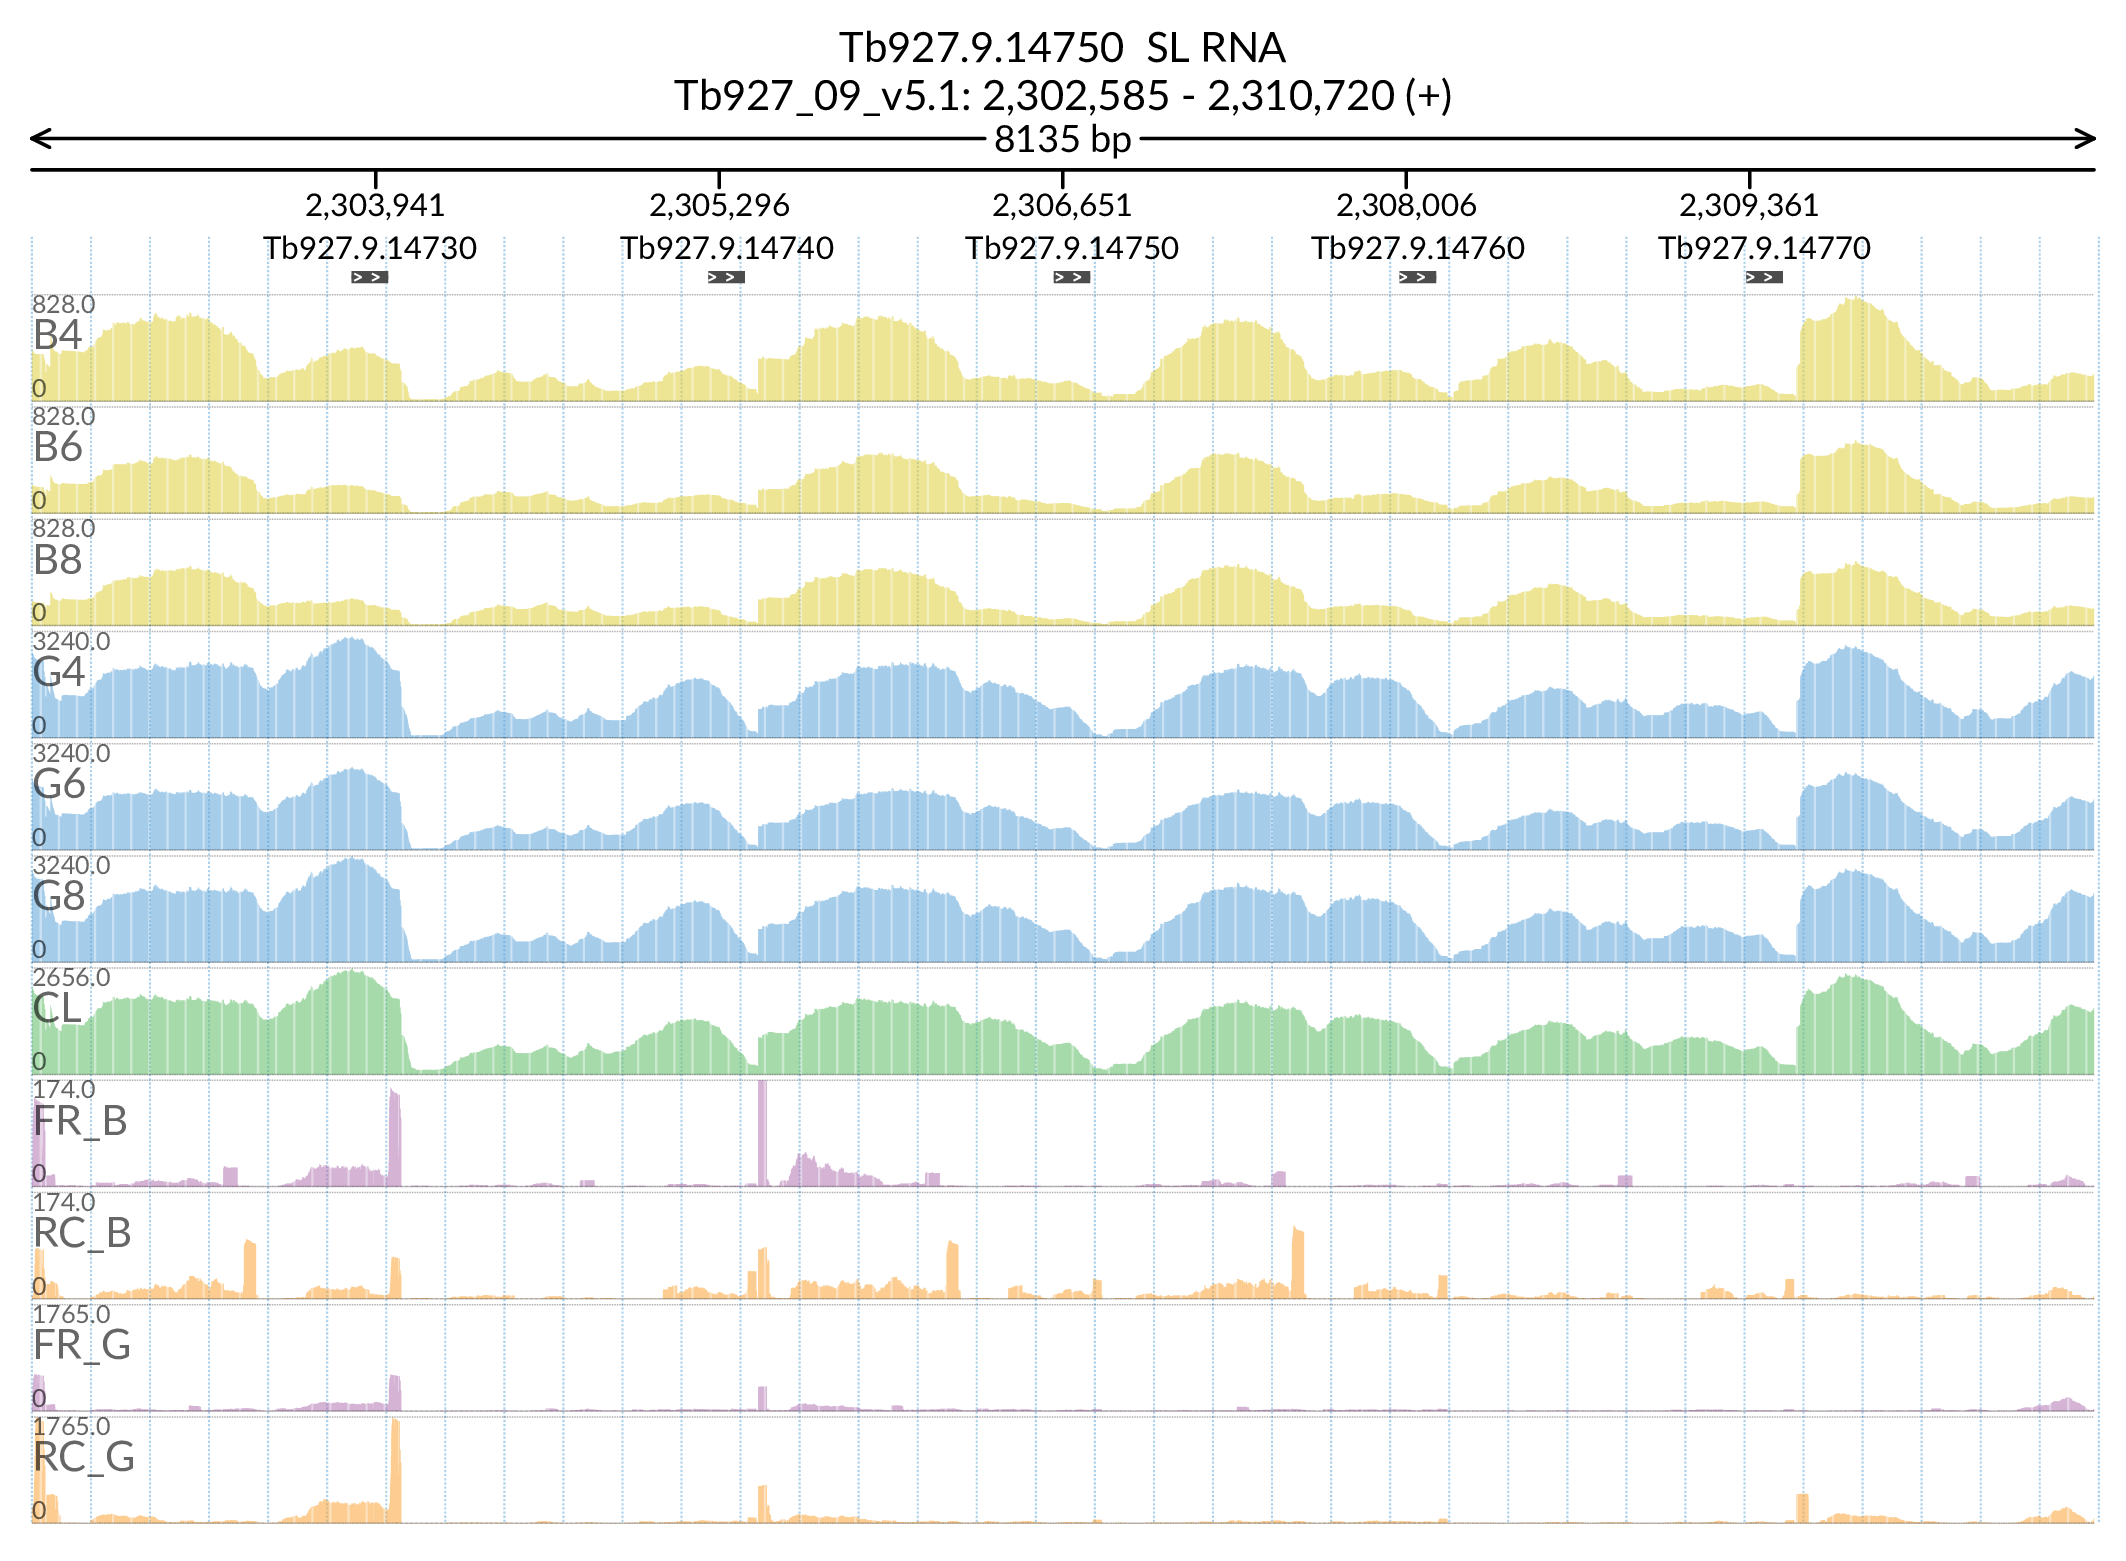 Tb927.9.14750  SL RNA
Tb927_09_v5.1: 2,302,585 - 2,310,720 (+)
8135 bp
2,303,941 2,305,296 2,306,651 2,308,006 2,309,361
Tb927.9.14730 Tb927.9.14740 Tb927.9.14750 Tb927.9.14760 Tb927.9.14770
828.0
B4
0
828.0
B6
0
828.0
B8
0
3240.0
G4
0
3240.0
G6
0
3240.0
G8
0
2656.0
CL
0
174.0
FR_B
0
174.0
RC_B
0
1765.0
FR_G
0
1765.0
RC_G
0